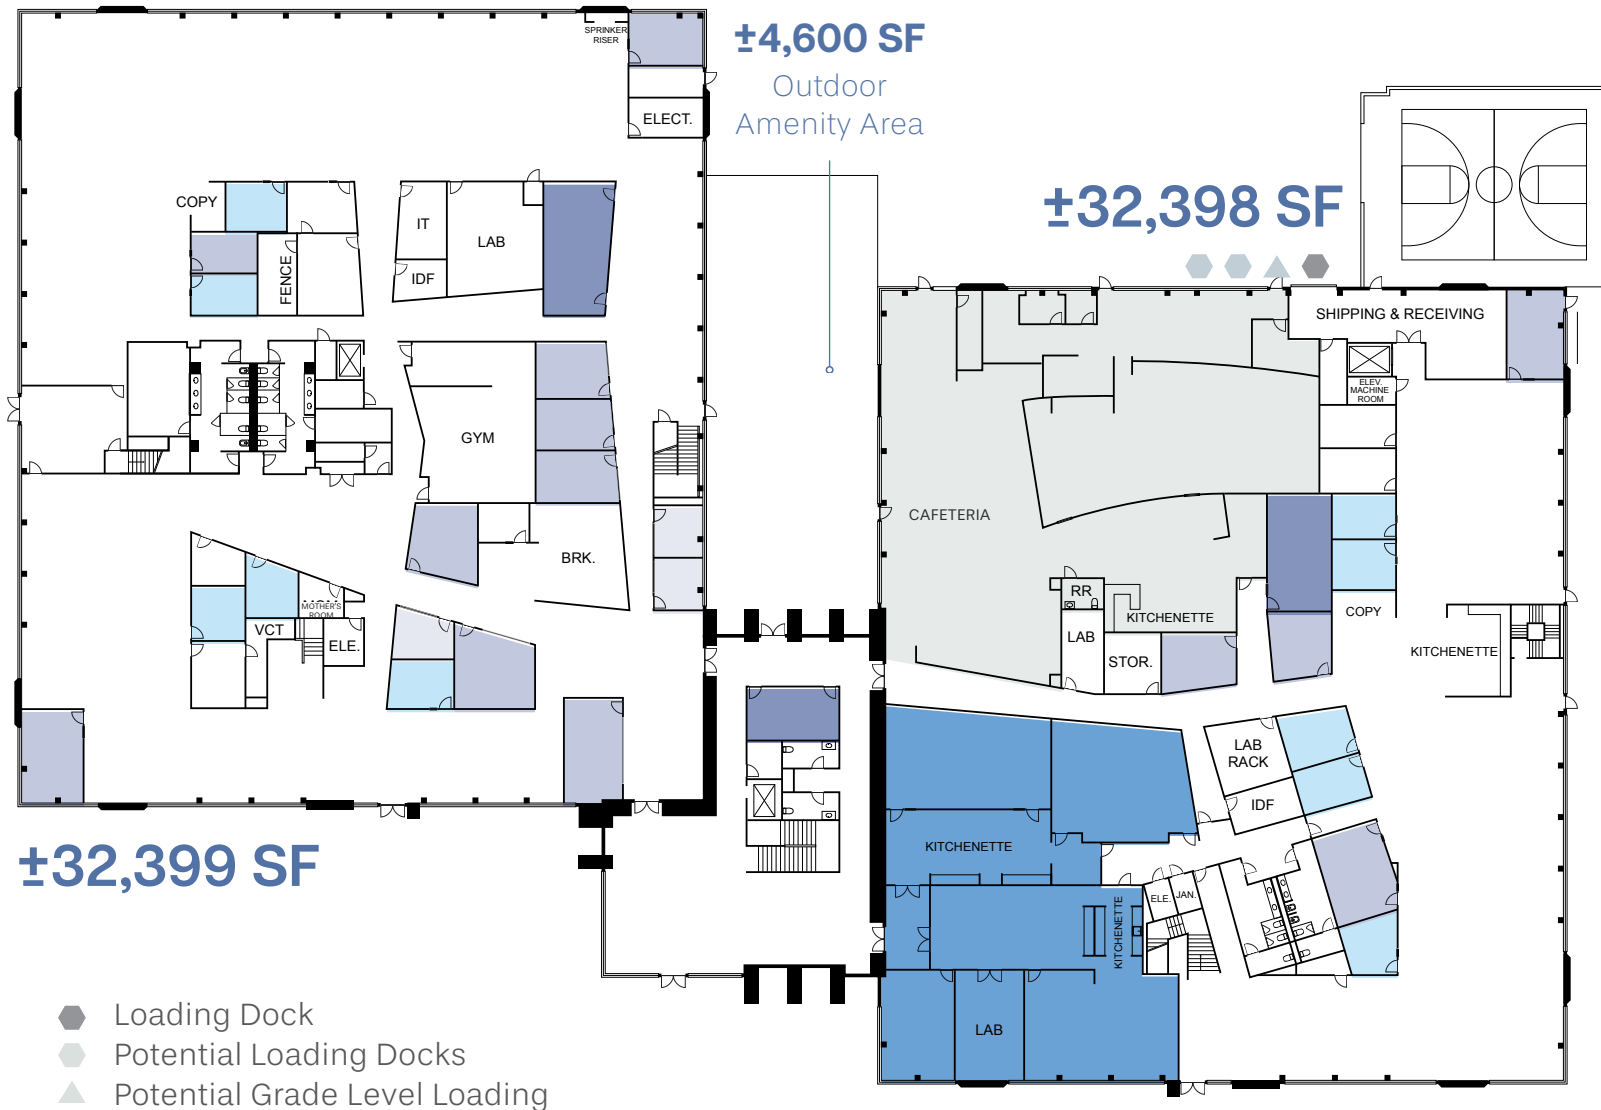 SPRINKER
RISER
±4,600 SF
Outdoor
Amenity Area
ELECT.
±32,398 SF
COPY
IT
LAB
IDF
FENCE
SHIPPING & RECEIVING
ELEV.
MACHINE
ROOM
GYM
CAFETERIA
BRK.
MOTHER'S
ROOM
VCT
ELE.
RR
KITCHENETTE
LAB
STOR.
COPY
KITCHENETTE
LAB
RACK
IDF
KITCHENETTE
ELE.
JAN.
KITCHENETTE
LAB
±32,399 SF
Loading Dock
Potential Loading Docks
Potential Grade Level Loading